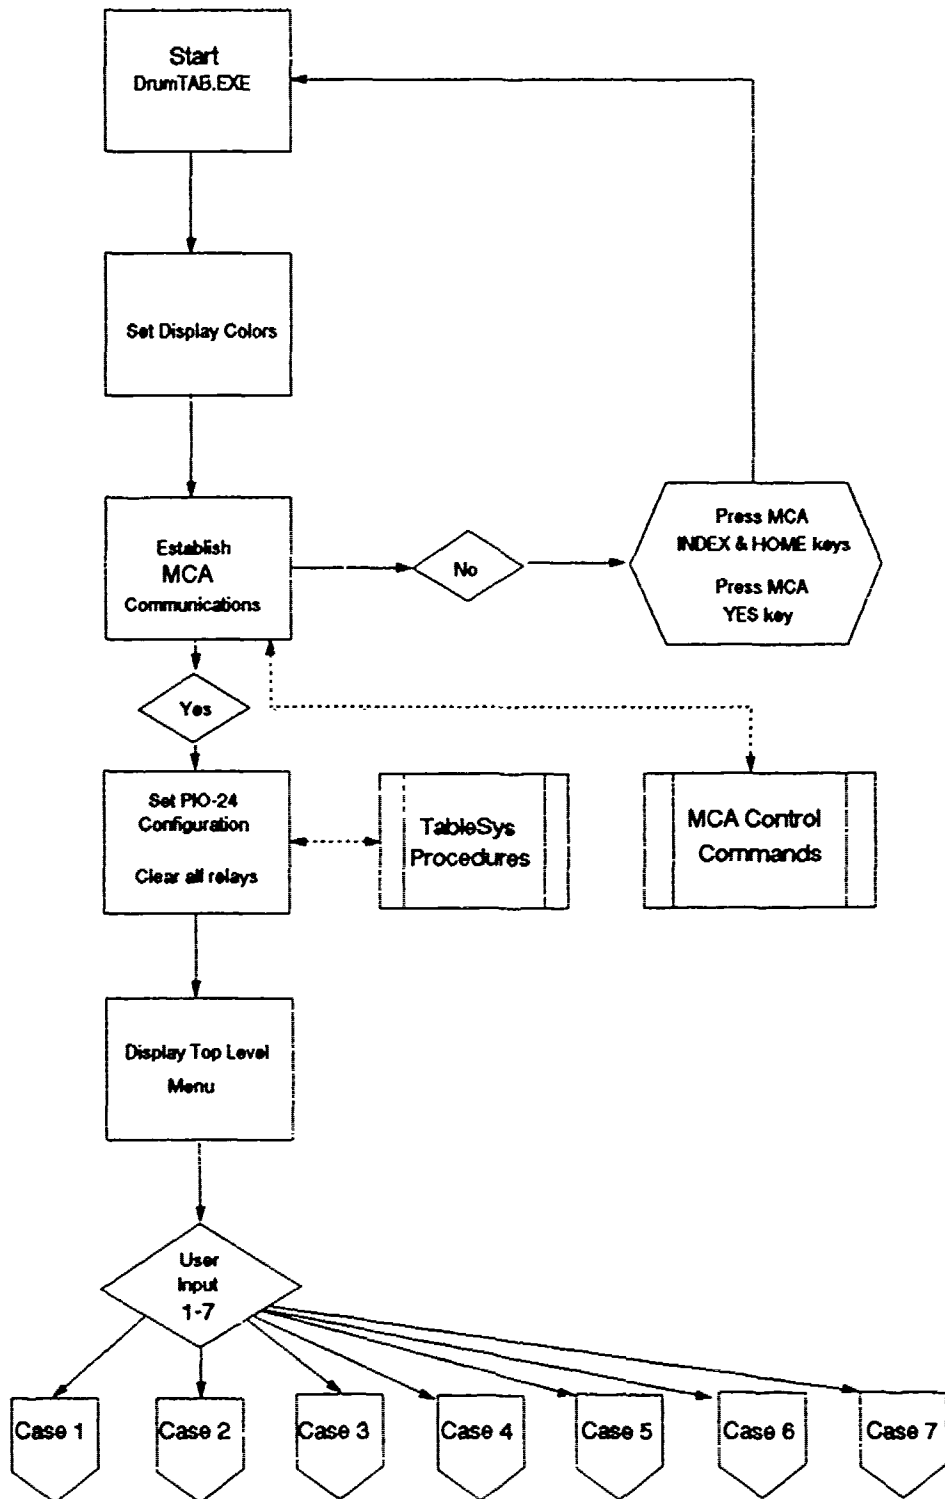 Start
DrumTAB.EXE
Set Display Colors
Establish
MCA
Communications
No
Press MCA
INDEX & HOME keys
Press MCA
YES key
Yes
Set PIO-24
Configuration
Clear all relays
TableSys
Procedures
MCA Control
Commands
Display Top Level
Menu
User
Input
1-7
Case 1
Case 2
Case 3
Case 4
Case 5
Case 6
Case 7